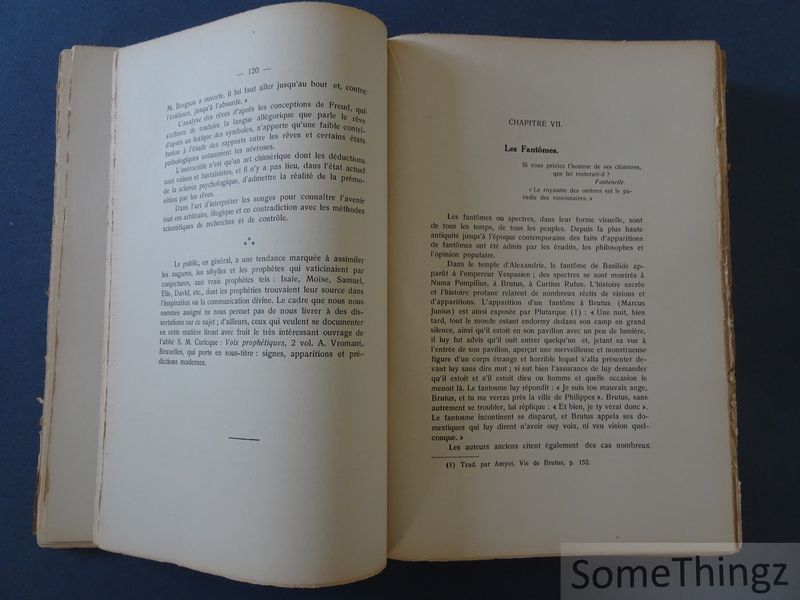 — 120 —
M. Bergson a ouverte, il lui faut aller jusqu'au bout et, contre
l'évidence, jusqu'à l'absurde. »
L'analyse des rêves d'après les conceptions de Freud, qui
s'efforce de traduire la langue allégorique que parle le rêve
d'après un lexique des symboles, n'apporte qu'une faible contri-
bution à l'étude des rapports entre les rêves et certains états
pathologiques notamment les névroses.
L'onirocritie n'est qu'un art chimérique dont les déductions
sont vaines et fantaisistes, et il n'y a pas lieu, dans l'état actuel
de la science psychologique, d'admettre la réalité de la prémo-
nition par les rêves.
Dans l'art d'interpréter les songes pour connaître l'avenir
tout est arbitraire, illogique et en contradiction avec les méthodes
scientifiques de recherches et de contrôle.
Le public, en général, a une tendance marquée à assimiler
les augures, les sibylles et les prophètes qui vaticinaient par
conjectures, aux vrais prophètes tels : Isaïe, Moïse, Samuel,
Elie, David, etc., dont les prophéties trouvaient leur source dans
l'inspiration ou la communication divine. Le cadre que nous nous
sommes assigné ne nous permet pas de nous livrer à des dis-
sertations sur ce sujet ; d'ailleurs, ceux qui veulent se documenter
en cette matière liront avec fruit le très intéressant ouvrage de
l'abbé S. M. Curicque : Voix prophétiques, 2 vol. A. Vromant,
Bruxelles, qui porte en sous-titre : signes, apparitions et pré-
dictions modernes.
CHAPITRE VII.
Les Fantômes.
Si vous priviez l'homme de ses chimères,
que lui resterait-il ?
Fontenelle.
« Le royaume des ombres est le pa-
radis des visionnaires. »
Les fantômes ou spectres, dans leur forme visuelle, sont
de tous les temps, de tous les peuples. Depuis la plus haute
antiquité jusqu'à l'époque contemporaine des faits d'apparitions
de fantômes ont été admis par les érudits, les philosophes et
l'opinion populaire.
Dans le temple d'Alexandrie, le fantôme de Basilide ap-
parût à l'empereur Vespasien ; des spectres se sont montrés à
Numa Pompilius, à Brutus, à Curtius Rufus. L'histoire sacrée
et l'histoire profane relatent de nombreux récits de visions et
d'apparitions. L'apparition d'un fantôme à Brutus (Marcus
Junius) est ainsi exposée par Plutarque (1) : « Une nuit, bien
tard, tout le monde estant endormy dedans son camp en grand
silence, ainsi qu'il estoit en son pavillon avec un peu de lumière,
il luy fut advis qu'il ouit entrer quelqu'un et, jetant sa vue à
l'entrée de son pavillon, aperçut une merveilleuse et monstrueuse
figure d'un corps étrange et horrible lequel s'alla présenter de-
vant luy sans dire mot ; si eut bien l'assurance de luy demander
qu'il estoit et s'il estoit dieu ou homme et quelle occasion le
menoit là. Le fantosme luy répondit : « Je suis ton mauvais ange,
Brutus, et tu me verras près la ville de Philippes ». Brutus, sans
autrement se troubler, lui réplique : « Et bien, je ty verai donc ».
Le fantosme incontinent se disparut, et Brutus appela ses do-
mestiques qui luy dirent n'avoir ouy voix, ni veu vision quel-
conque. »
Les auteurs anciens citent également des cas nombreux
(1) Trad. par Amyot. Vie de Brutus, p. 152.
SomeThingz